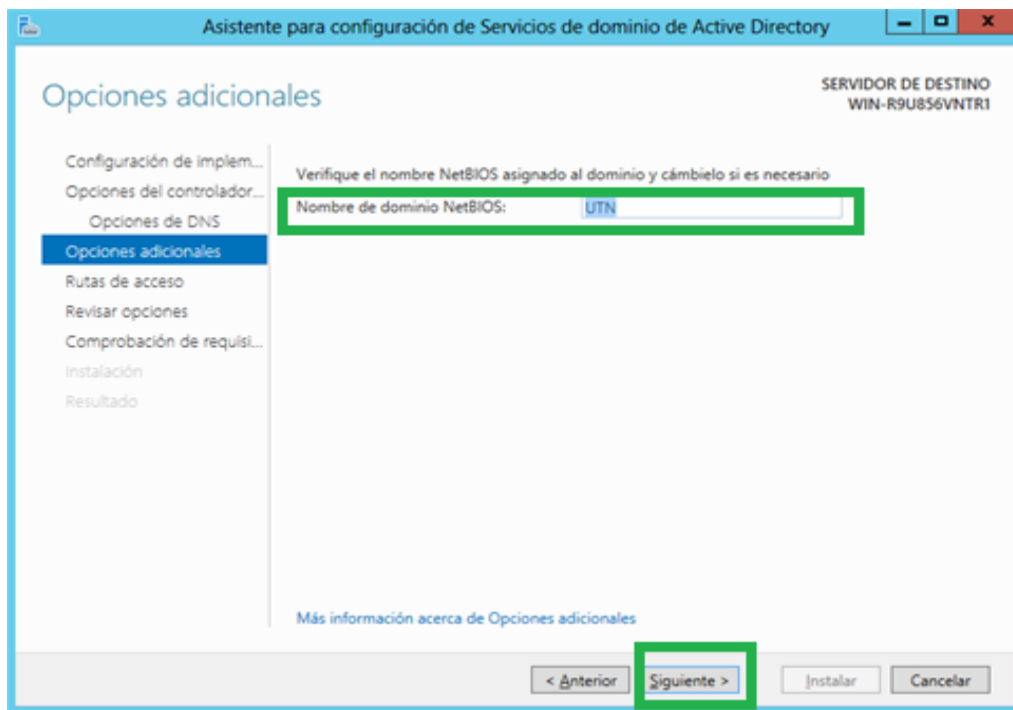 Asistente para configuración de Servicios de dominio de Active Directory
Opciones adicionales
SERVIDOR DE DESTINO
WIN-R9U856VNTR1
Configuración de implem...
Opciones del controlador...
Opciones de DNS
Opciones adicionales
Rutas de acceso
Revisar opciones
Comprobación de requisi...
Instalación
Resultado
Verifique el nombre NetBIOS asignado al dominio y cámbielo si es necesario
Nombre de dominio NetBIOS: UTN
Más información acerca de Opciones adicionales
< Anterior Siguiente > Instalar Cancelar